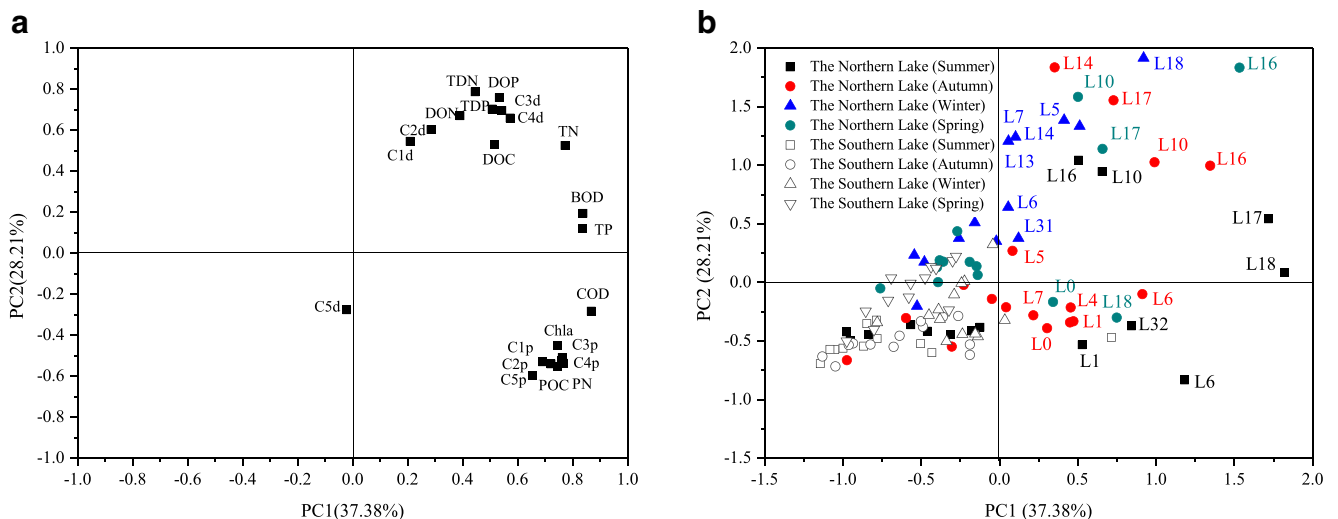 a
b
1.0
0.8
0.6
0.4
0.2
0.0
-0.2
-0.4
-0.6
-0.8
-1.0
PC2(28.21%)
-1.0 -0.8 -0.6 -0.4 -0.2 0.0 0.2 0.4 0.6 0.8 1.0
PC1(37.38%)
TDN
DOP
TDP
C3d
DON
C4d
C2d
C1d
DOC
TN
BOD
TP
C5d
COD
Chla
C1p
C3p
C2p
C4p
C5p
POC
PN
2.0
1.5
1.0
0.5
0.0
-0.5
-1.0
-1.5
PC2 (28.21%)
-1.5 -1.0 -0.5 0.0 0.5 1.0 1.5 2.0
PC1 (37.38%)
The Northern Lake (Summer)
The Northern Lake (Autumn)
The Northern Lake (Winter)
The Northern Lake (Spring)
The Southern Lake (Summer)
The Southern Lake (Autumn)
The Southern Lake (Winter)
The Southern Lake (Spring)
L14
L18
L16
L10
L17
L7
L5
L14
L17
L13
L10
L16
L16
L10
L6
L17
L31
L5
L18
L0
L7
L4
L18
L6
L1
L32
L0
L1
L6